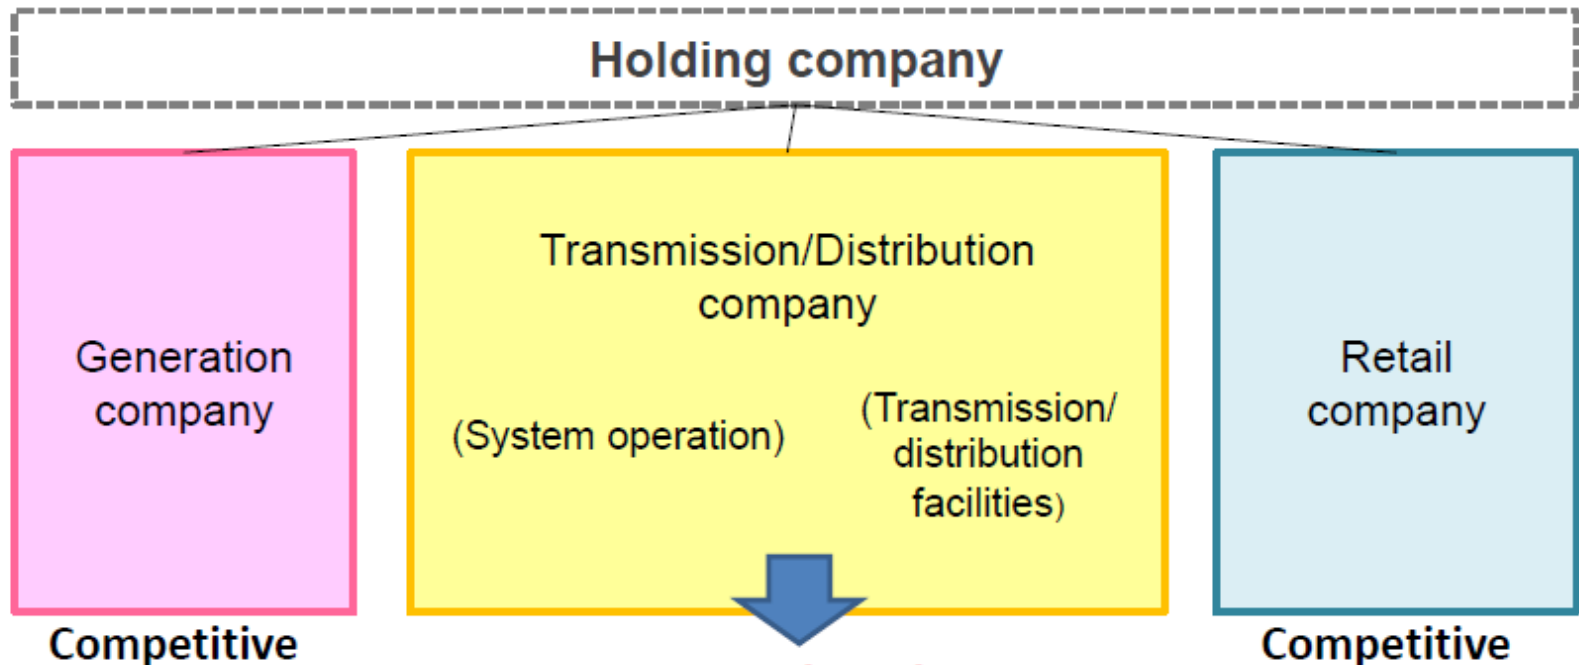 Holding company
Transmission/Distribution
company
Generation
company
(System operation)
(Transmission/
distribution
facilities)
Retail
company
Competitive
Competitive